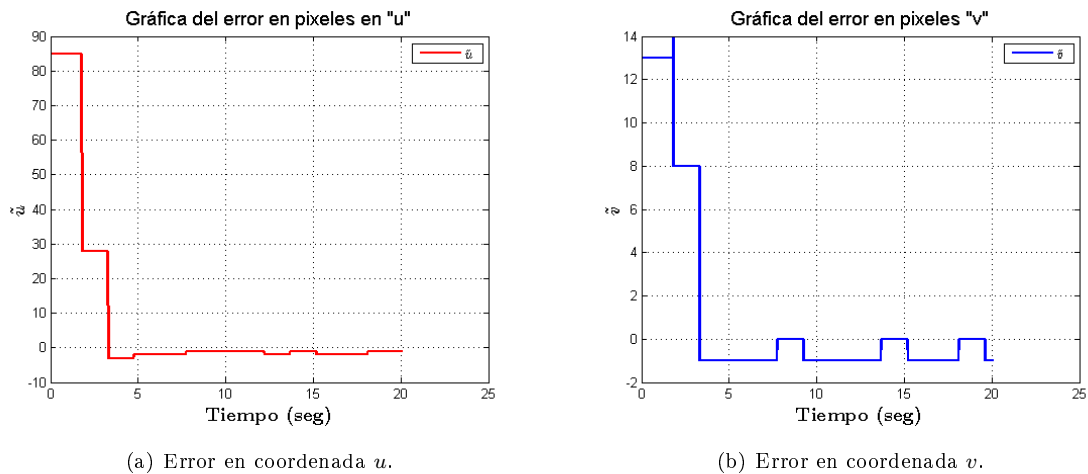 Gráfica del error en pixeles en "u"
90
80
70
60
50
40
30
20
10
0
-10
ũ
ũ
0 5 10 15 20 25
Tiempo (seg)
(a) Error en coordenada u.
Gráfica del error en pixeles "v"
14
12
10
8
6
4
2
0
-2
ṽ
ṽ
0 5 10 15 20 25
Tiempo (seg)
(b) Error en coordenada v.